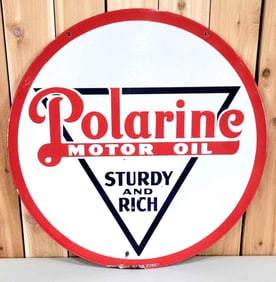 Polarine
MOTOR OIL
STURDY
AND
RICH